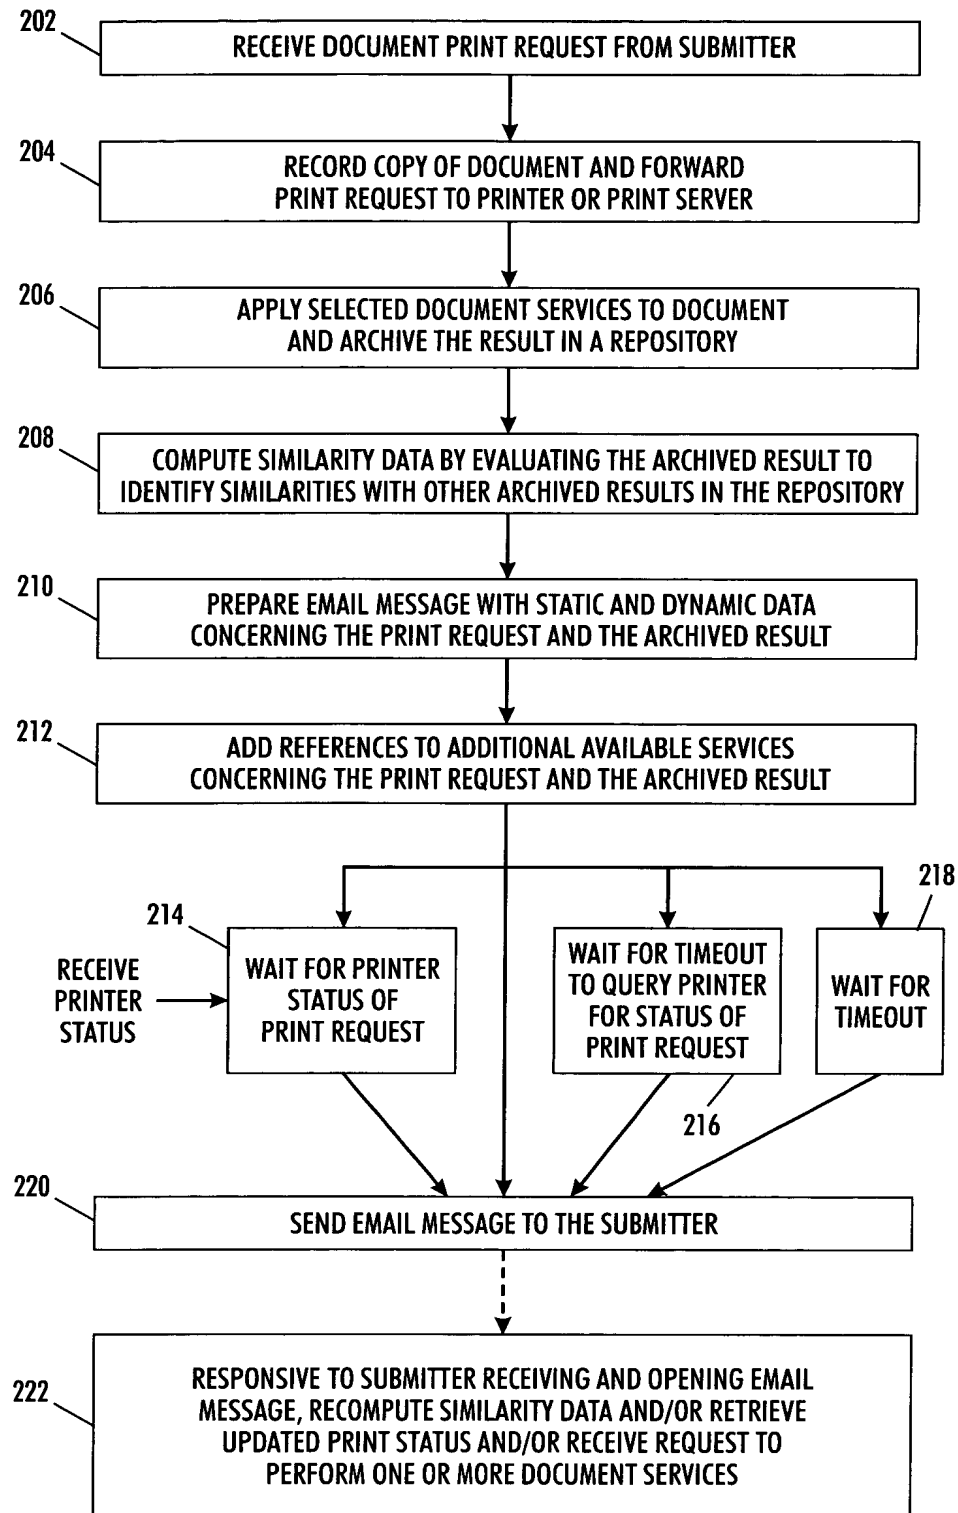 202
RECEIVE DOCUMENT PRINT REQUEST FROM SUBMITTER
204
RECORD COPY OF DOCUMENT AND FORWARD
PRINT REQUEST TO PRINTER OR PRINT SERVER
206
APPLY SELECTED DOCUMENT SERVICES TO DOCUMENT
AND ARCHIVE THE RESULT IN A REPOSITORY
208
COMPUTE SIMILARITY DATA BY EVALUATING THE ARCHIVED RESULT TO
IDENTIFY SIMILARITIES WITH OTHER ARCHIVED RESULTS IN THE REPOSITORY
210
PREPARE EMAIL MESSAGE WITH STATIC AND DYNAMIC DATA
CONCERNING THE PRINT REQUEST AND THE ARCHIVED RESULT
212
ADD REFERENCES TO ADDITIONAL AVAILABLE SERVICES
CONCERNING THE PRINT REQUEST AND THE ARCHIVED RESULT
RECEIVE
PRINTER
STATUS
214
WAIT FOR PRINTER
STATUS OF
PRINT REQUEST
WAIT FOR TIMEOUT
TO QUERY PRINTER
FOR STATUS OF
PRINT REQUEST
216
218
WAIT FOR
TIMEOUT
220
SEND EMAIL MESSAGE TO THE SUBMITTER
222
RESPONSIVE TO SUBMITTER RECEIVING AND OPENING EMAIL
MESSAGE, RECOMPUTE SIMILARITY DATA AND/OR RETRIEVE
UPDATED PRINT STATUS AND/OR RECEIVE REQUEST TO
PERFORM ONE OR MORE DOCUMENT SERVICES